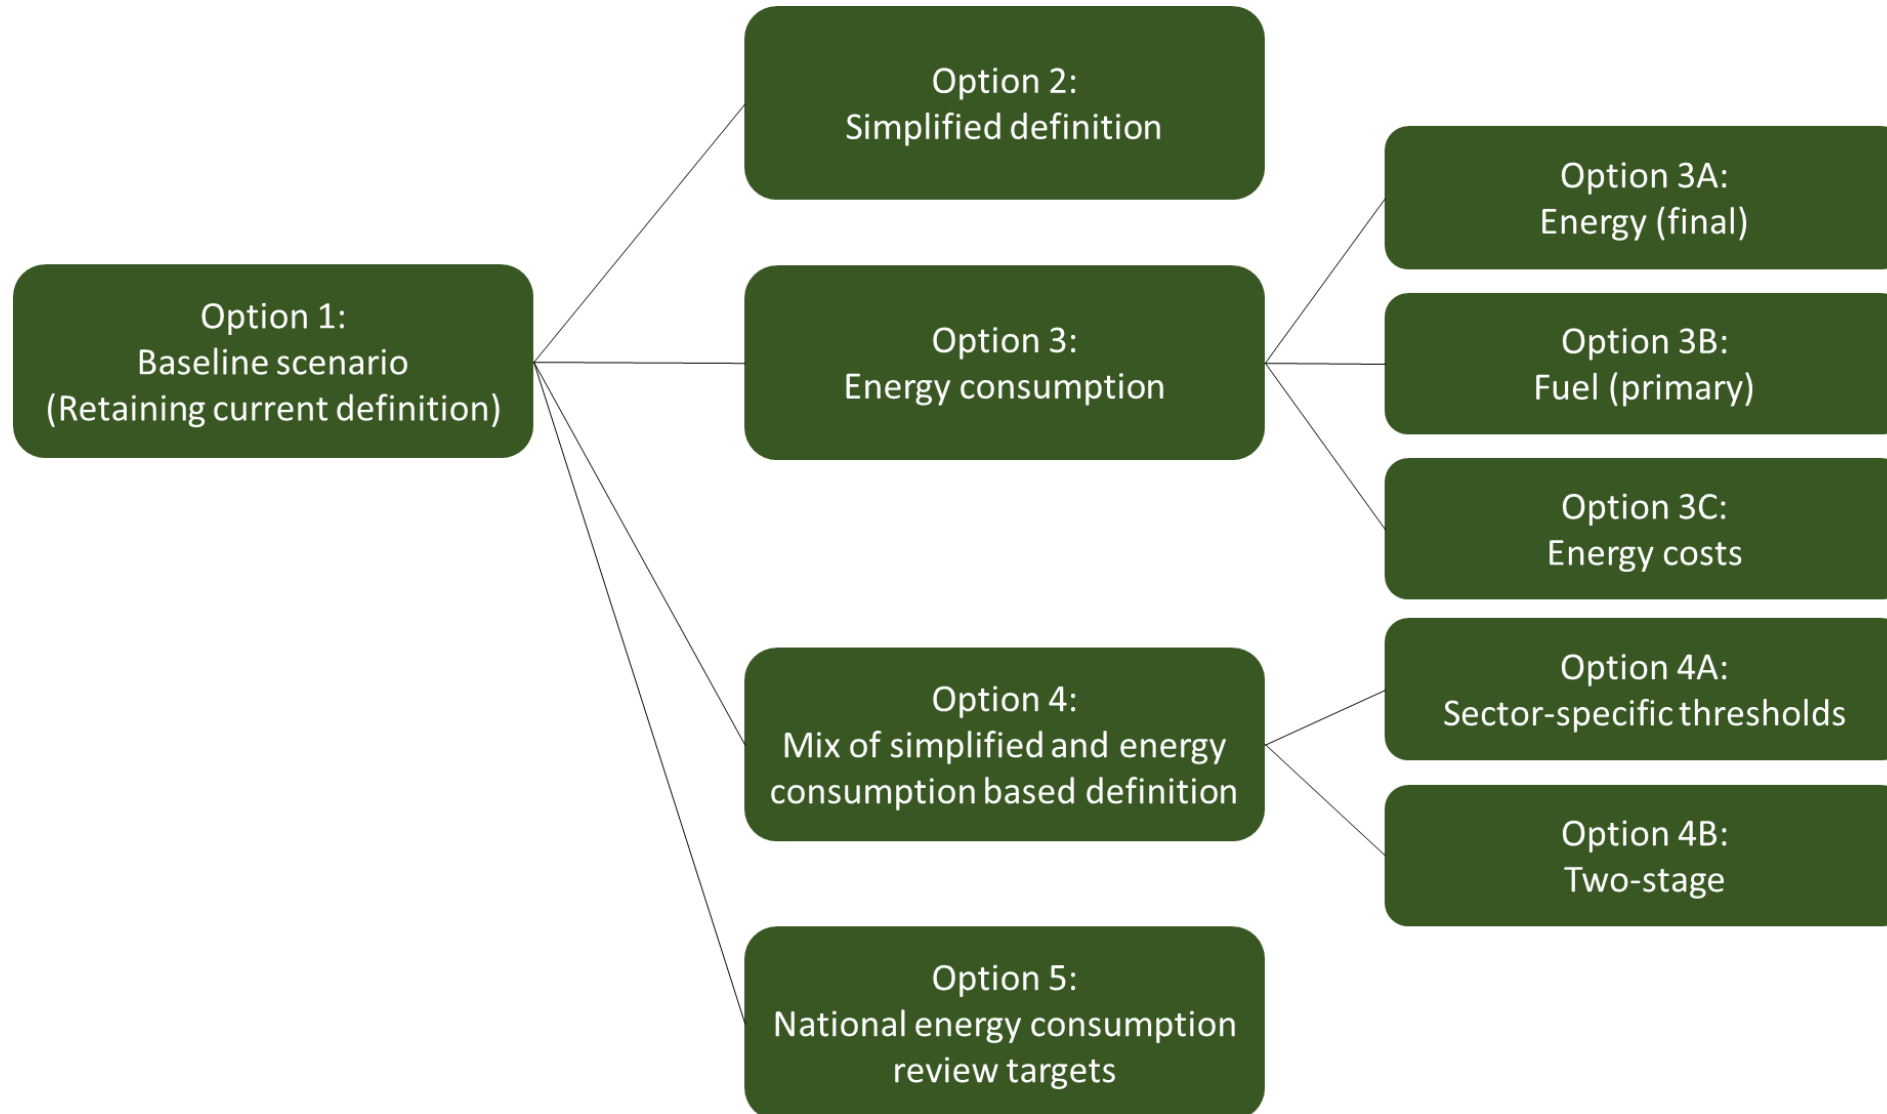 Option 1:
Baseline scenario
(Retaining current definition)
Option 2:
Simplified definition
Option 3:
Energy consumption
Option 3A:
Energy (final)
Option 3B:
Fuel (primary)
Option 3C:
Energy costs
Option 4:
Mix of simplified and energy
consumption based definition
Option 4A:
Sector-specific thresholds
Option 4B:
Two-stage
Option 5:
National energy consumption
review targets